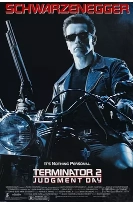 SCHWARZENEGGER
IT'S NOTHING PERSONAL.
TERMINATOR 2
JUDGMENT DAY